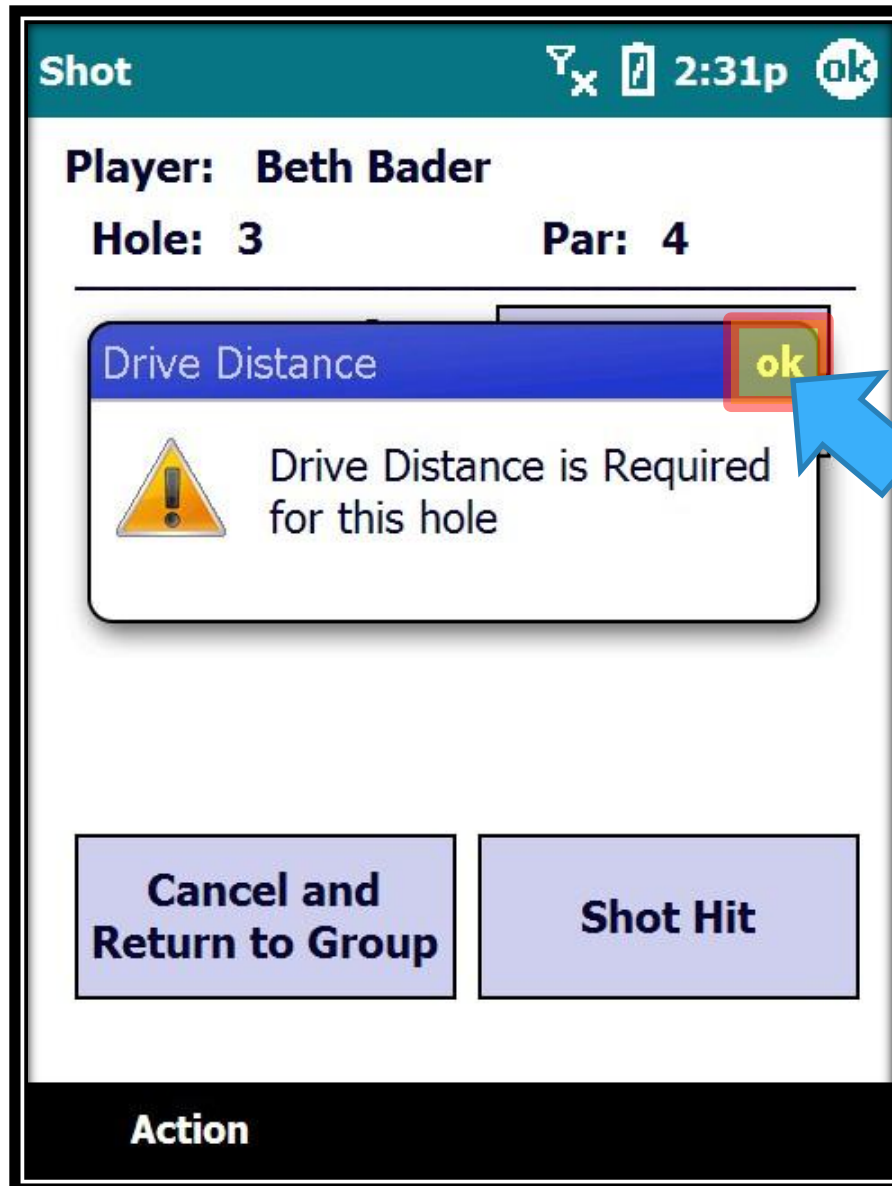 Shot 2:31p ok
Player: Beth Bader
Hole: 3 Par: 4
Drive Distance ok
Drive Distance is Required
for this hole
Cancel and
Return to Group
Shot Hit
Action